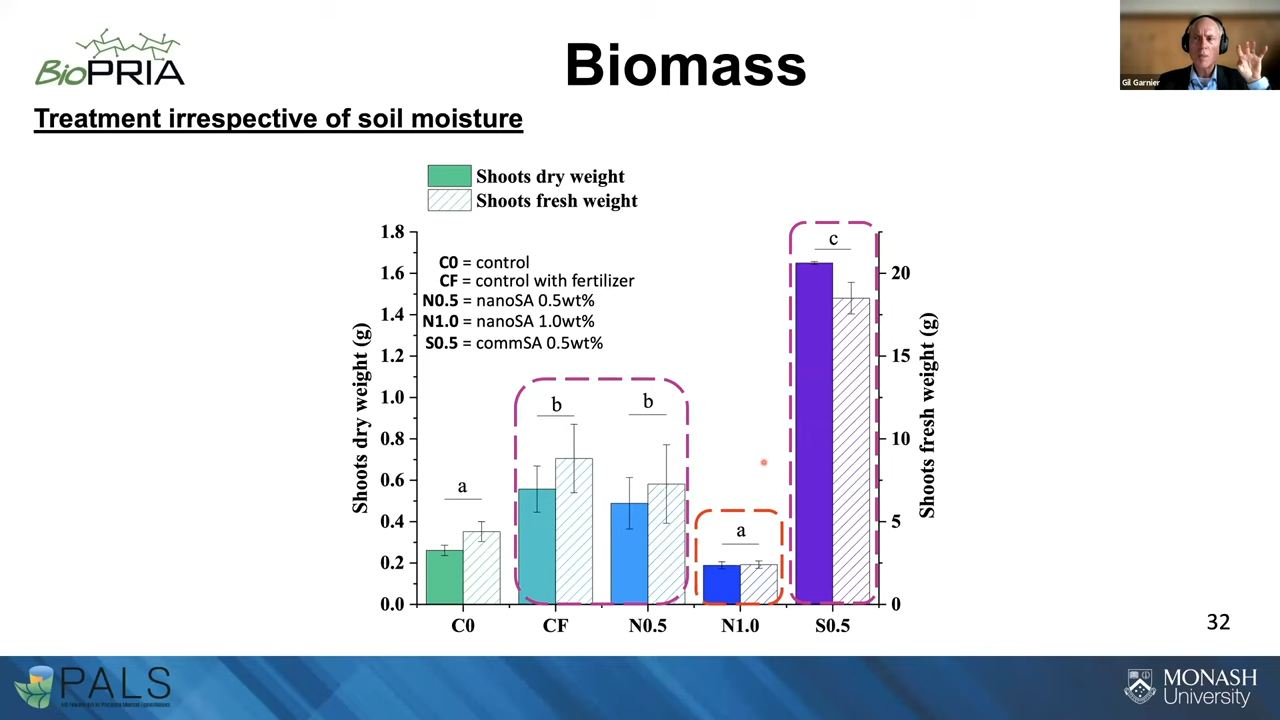 BioPRIA
Biomass
Gil Garnier
Treatment irrespective of soil moisture
Shoots dry weight
Shoots fresh weight
C0 = control
CF = control with fertilizer
N0.5 = nanoSA 0.5wt%
N1.0 = nanoSA 1.0wt%
S0.5 = commSA 0.5wt%
Shoots dry weight (g)
1.8
1.6
1.4
1.2
1.0
0.8
0.6
0.4
0.2
0.0
a
b
b
a
c
20
15
10
5
0
Shoots fresh weight (g)
C0 CF N0.5 N1.0 S0.5
32
PALS
MONASH
University